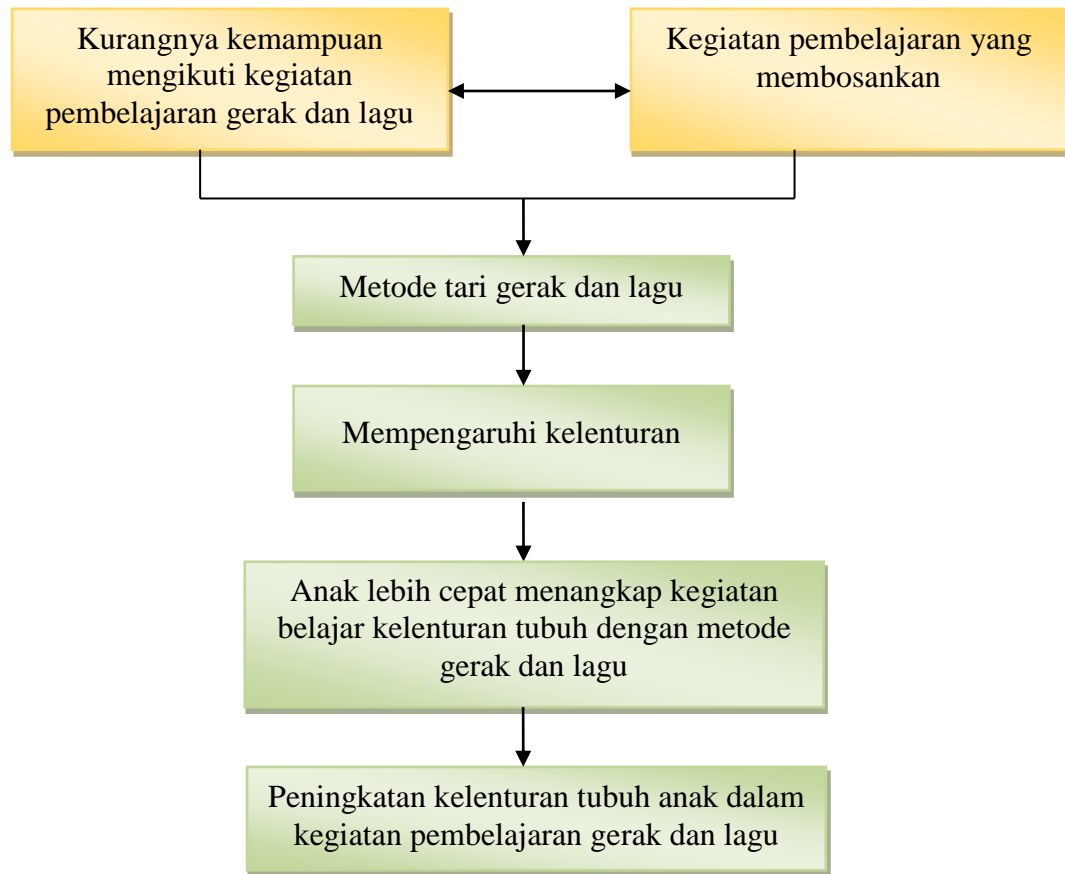 Kurangnya kemampuan
mengikuti kegiatan
pembelajaran gerak dan lagu
Kegiatan pembelajaran yang
membosankan
Metode tari gerak dan lagu
Mempengaruhi kelenturan
Anak lebih cepat menangkap kegiatan
belajar kelenturan tubuh dengan metode
gerak dan lagu
Peningkatan kelenturan tubuh anak dalam
kegiatan pembelajaran gerak dan lagu